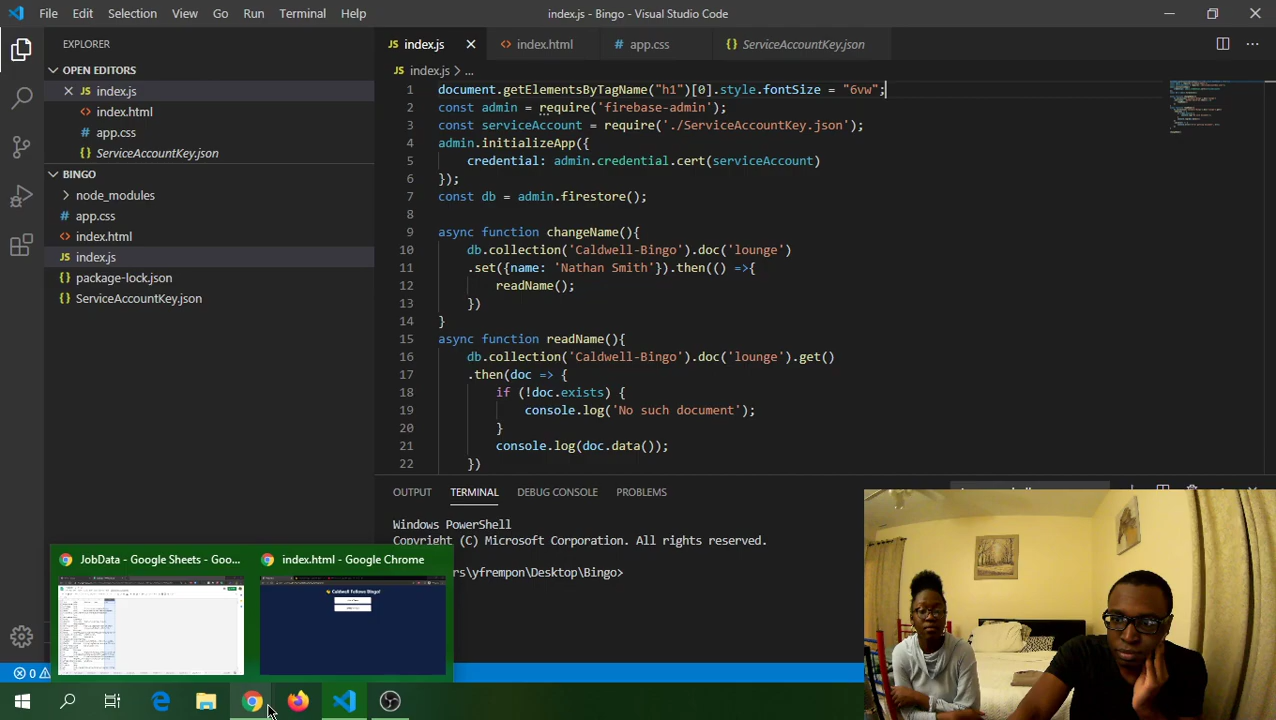 File Edit Selection View Go Run Terminal Help
index.js - Bingo - Visual Studio Code
EXPLORER
OPEN EDITORS
index.js
index.html
app.css
ServiceAccountKey.json
BINGO
node_modules
app.css
index.html
index.js
package-lock.json
ServiceAccountKey.json
index.js
index.html
app.css
ServiceAccountKey.json
index.js > ...
1 document.getElementsByTagName("h1")[0].style.fontSize = "6vw";
2 const admin = require('firebase-admin');
3 const serviceAccount = require('./ServiceAccountKey.json');
4 admin.initializeApp({
5 credential: admin.credential.cert(serviceAccount)
6 });
7 const db = admin.firestore();
8
9 async function changeName(){
10 db.collection('Caldwell-Bingo').doc('lounge')
11 .set({name: 'Nathan Smith'}).then(() =>{
12 readName();
13 })
14 }
15 async function readName(){
16 db.collection('Caldwell-Bingo').doc('lounge').get()
17 .then(doc => {
18 if (!doc.exists) {
19 console.log('No such document');
20 }
21 console.log(doc.data());
22 })
OUTPUT TERMINAL DEBUG CONSOLE PROBLEMS
Windows PowerShell
Copyright (C) Microsoft Corporation. All rights reserved.
ers\yfrempon\Desktop\Bingo>
JobData - Google Sheets - Goo...
index.html - Google Chrome
Caldwell Fellows Bingo!
0